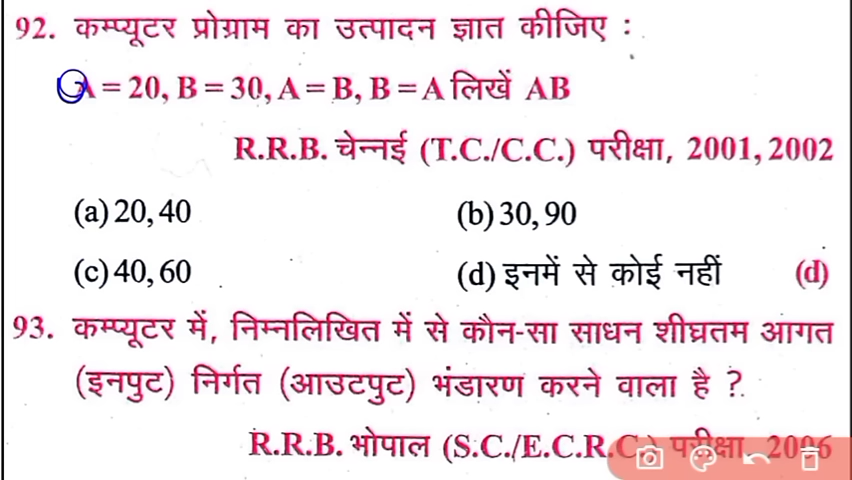 92. कम्प्यूटर प्रोग्राम का उत्पादन ज्ञात कीजिए :
A = 20, B = 30, A = B, B = A लिखें AB
R.R.B. चेन्नई (T.C./C.C.) परीक्षा, 2001, 2002
(a) 20, 40 (b) 30, 90
(c) 40, 60 (d) इनमें से कोई नहीं (d)
93. कम्प्यूटर में, निम्नलिखित में से कौन-सा साधन शीघ्रतम आगत
(इनपुट) निर्गत (आउटपुट) भंडारण करने वाला है ?
R.R.B. भोपाल (S.C./E.C.R.C.) परीक्षा, 2006